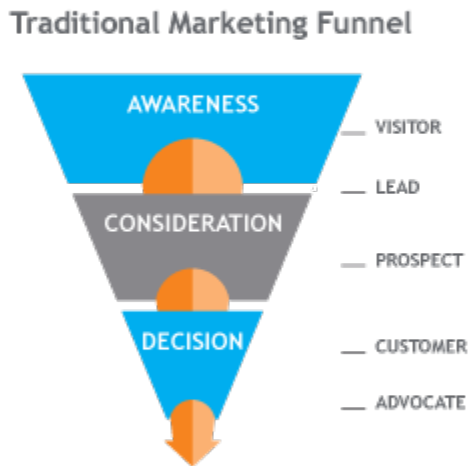 Traditional Marketing Funnel
AWARENESS
VISITOR
LEAD
CONSIDERATION
PROSPECT
DECISION
CUSTOMER
ADVOCATE